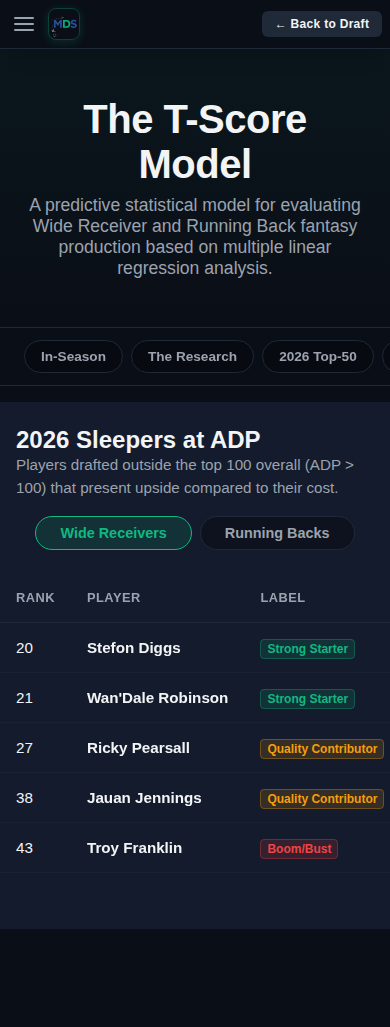 MDS
← Back to Draft
The T-Score
Model
A predictive statistical model for evaluating
Wide Receiver and Running Back fantasy
production based on multiple linear
regression analysis.
In-Season
The Research
2026 Top-50
2026 Sleepers at ADP
Players drafted outside the top 100 overall (ADP >
100) that present upside compared to their cost.
Wide Receivers
Running Backs
RANK PLAYER LABEL
20 Stefon Diggs Strong Starter
21 Wan'Dale Robinson Strong Starter
27 Ricky Pearsall Quality Contributor
38 Jauan Jennings Quality Contributor
43 Troy Franklin Boom/Bust